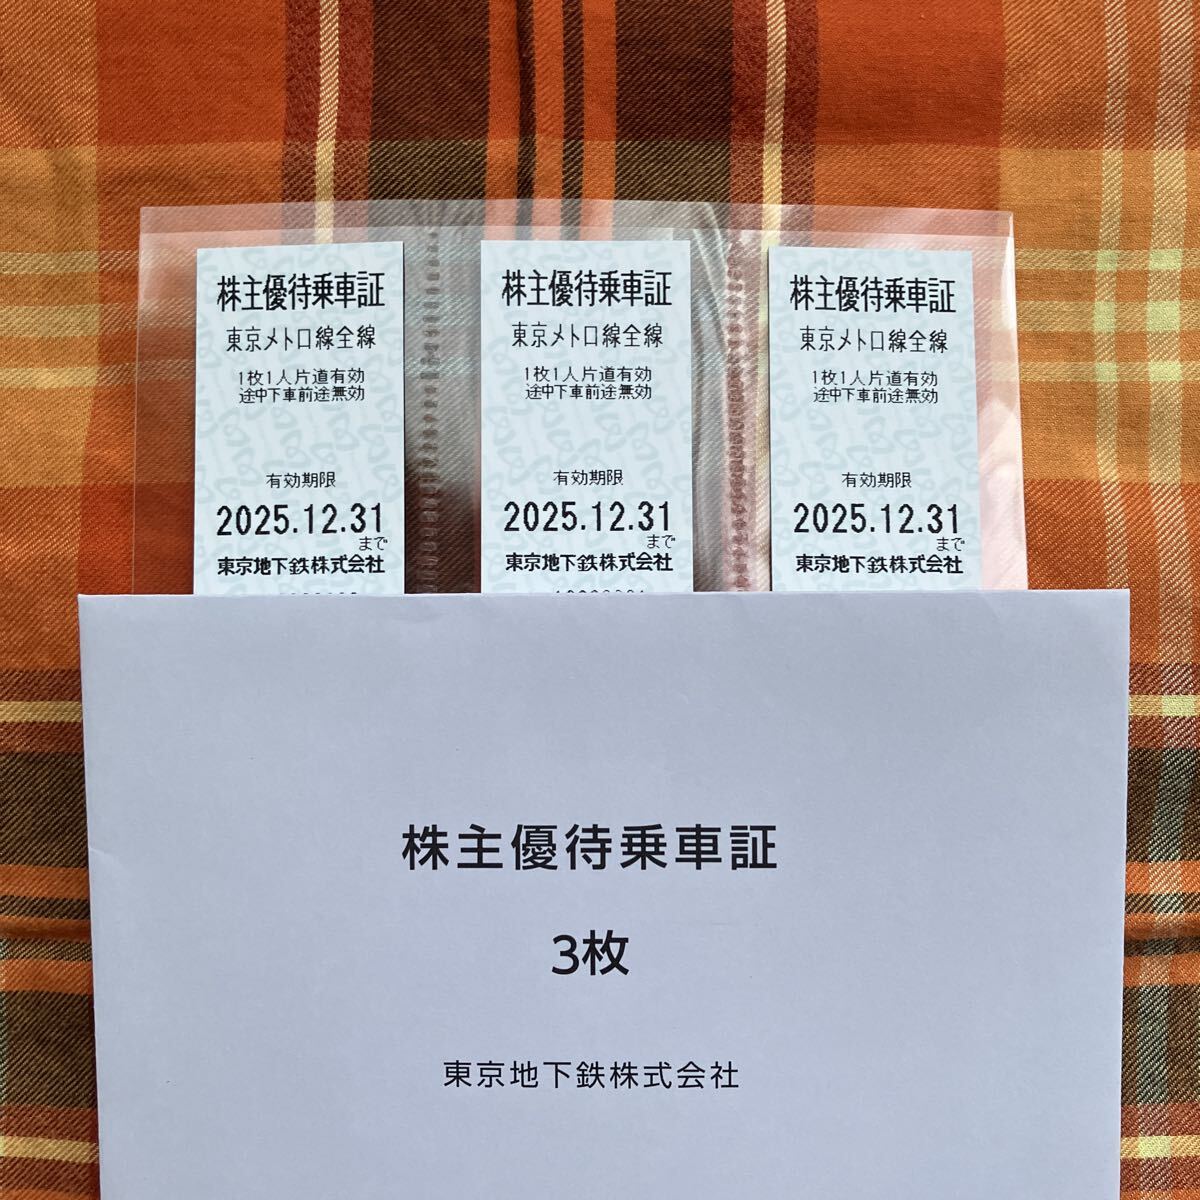 株主優待乗車証
東京メトロ線全線
1枚1人片道有効
途中下車前途無効
有効期限
2025.12.31
まで
東京地下鉄株式会社
株主優待乗車証
東京メトロ線全線
1枚1人片道有効
途中下車前途無効
有効期限
2025.12.31
まで
東京地下鉄株式会社
株主優待乗車証
東京メトロ線全線
1枚1人片道有効
途中下車前途無効
有効期限
2025.12.31
まで
東京地下鉄株式会社
株主優待乗車証
3枚
東京地下鉄株式会社